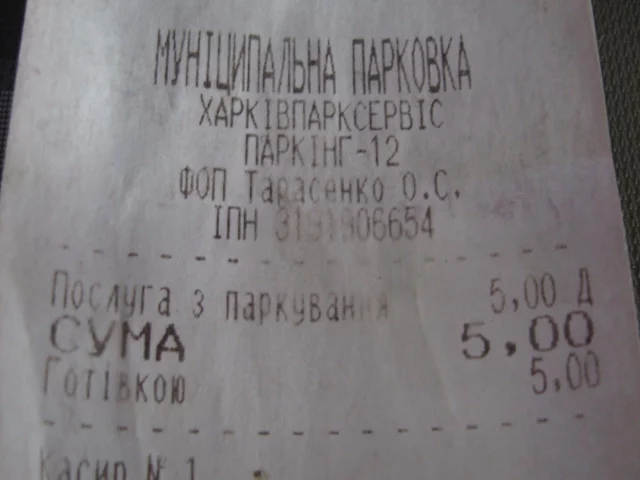 МУНІЦИПАЛЬНА ПАРКОВКА
ХАРКІВПАРКСЕРВІС
ПАРКІНГ-12
ФОП Тарасенко О.С.
ІПН 3191906654
Послуга з паркування 5,00 Д
СУМА 5,00
Готівкою 5,00
Касир № 1